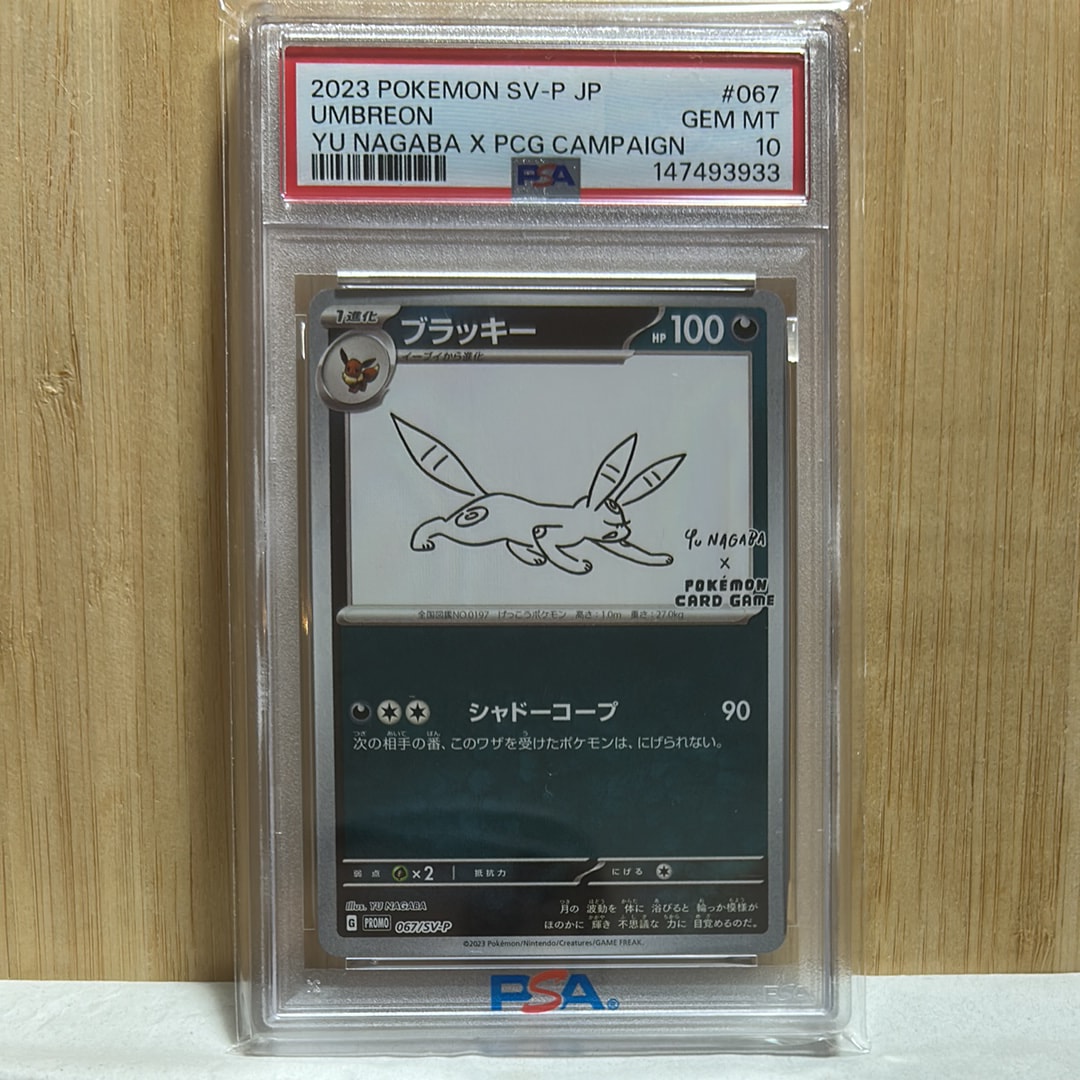 2023 POKEMON SV-P JP #067
UMBREON GEM MT
YU NAGABA X PCG CAMPAIGN 10
PSA 147493933
1進化 ブラッキー HP 100
イーブイから進化
Yu NAGABA
X
POKÉMON
CARD GAME
全国図鑑NO.0197 げっこうポケモン 高さ:1.0m 重さ:27.0kg
シャドーコープ 90
次の相手の番、このワザを受けたポケモンは、にげられない。
弱点 ×2 抵抗力 にげる
Illus. YU NAGABA
G PROMO 067/SV-P
月の波動を体に浴びると輪っか模様が
ほのかに輝き不思議な力に目覚めるのだ。
©2023 Pokémon/Nintendo/Creatures/GAME FREAK.
PSA®